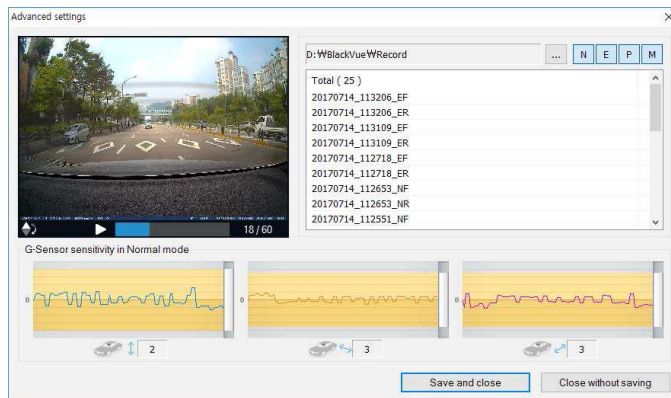 Advanced settings
D:₩BlackVue₩Record
... N E P M
Total ( 25 )
20170714_113206_EF
20170714_113206_ER
20170714_113109_EF
20170714_113109_ER
20170714_112718_EF
20170714_112718_ER
20170714_112653_NF
20170714_112653_NR
20170714_112551_NF
18 / 60
G-Sensor sensitivity in Normal mode
0 0 0
2 3 3
Save and close Close without saving